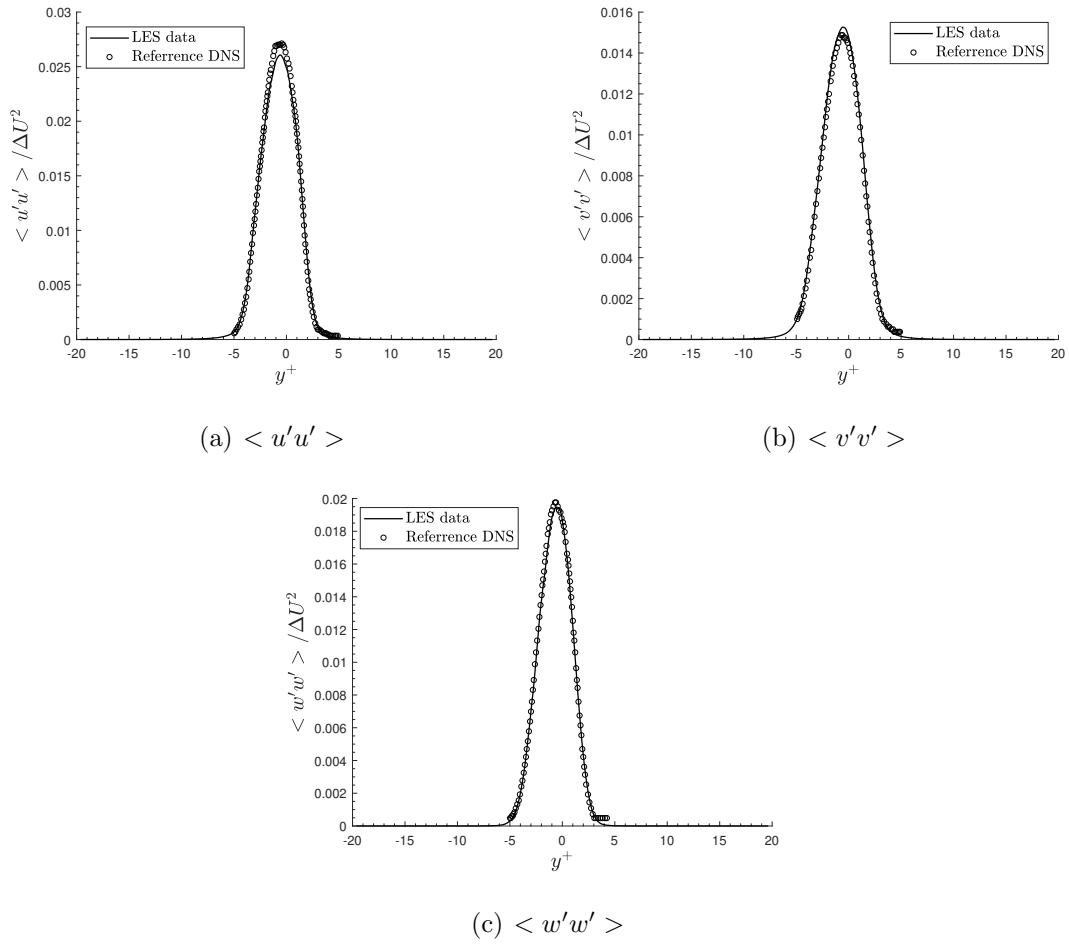 LES data
Referrence DNS
< u'u' > /ΔU²
0.03
0.025
0.02
0.015
0.01
0.005
0
-20 -15 -10 -5 0 5 10 15 20
y⁺
(a) < u'u' >
LES data
Referrence DNS
< v'v' > /ΔU²
0.016
0.014
0.012
0.01
0.008
0.006
0.004
0.002
0
-20 -15 -10 -5 0 5 10 15 20
y⁺
(b) < v'v' >
LES data
Referrence DNS
< w'w' > /ΔU²
0.02
0.018
0.016
0.014
0.012
0.01
0.008
0.006
0.004
0.002
0
-20 -15 -10 -5 0 5 10 15 20
y⁺
(c) < w'w' >